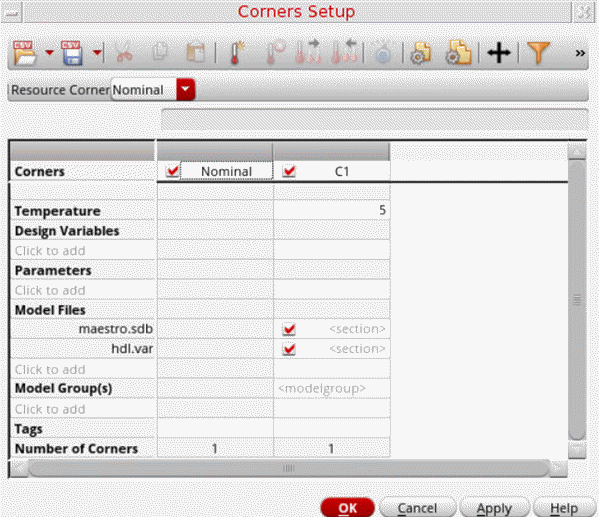 Corners Setup
CSV CSV »
Resource Corner Nominal
Corners Nominal C1
Temperature 5
Design Variables
Click to add
Parameters
Click to add
Model Files
maestro.sdb <section>
hdl.var <section>
Click to add
Model Group(s) <modelgroup>
Click to add
Tags
Number of Corners 1 1
OK Cancel Apply Help